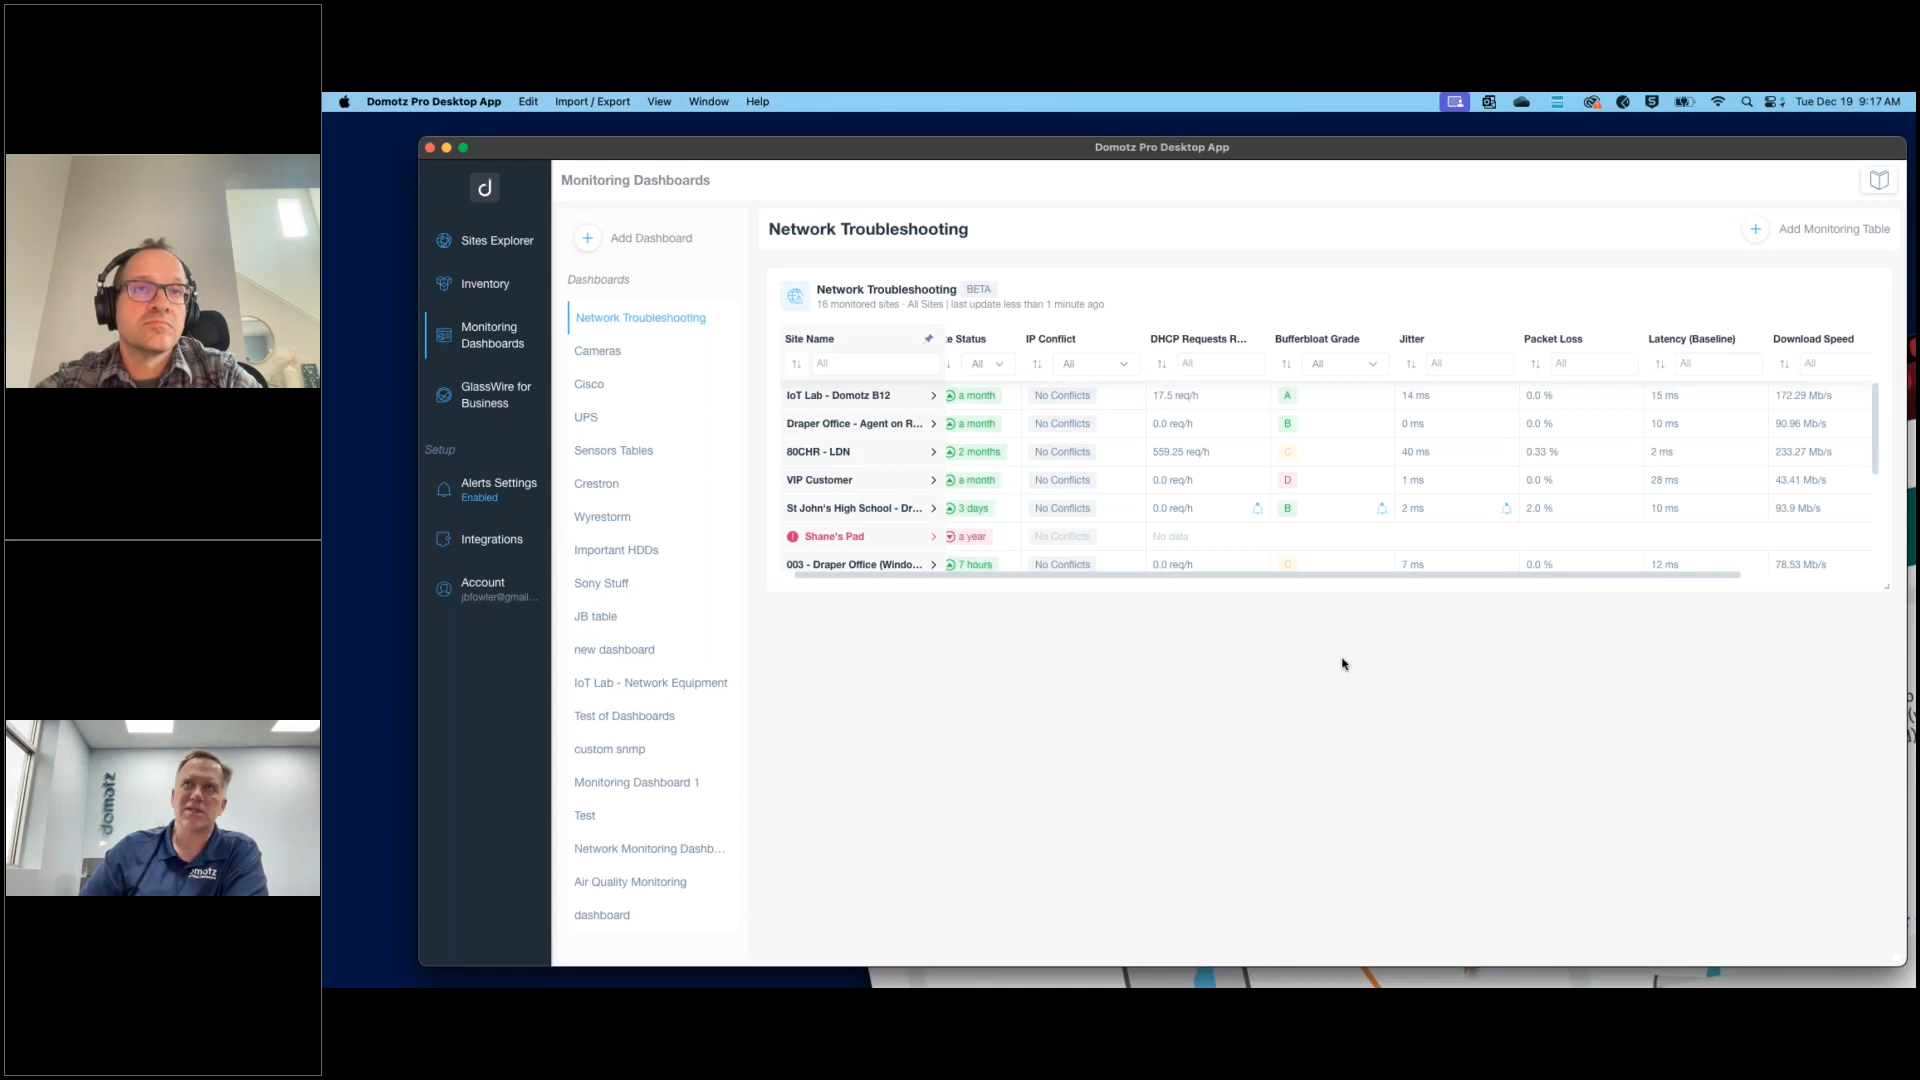 Domotz Pro Desktop App Edit Import / Export View Window Help
Tue Dec 19 9:17 AM
Domotz Pro Desktop App
d
Sites Explorer
Inventory
Monitoring
Dashboards
GlassWire for
Business
Setup
Alerts Settings
Enabled
Integrations
Account
jbfowler@gmail...
Monitoring Dashboards
Add Dashboard
Dashboards
Network Troubleshooting
Cameras
Cisco
UPS
Sensors Tables
Crestron
Wyrestorm
Important HDDs
Sony Stuff
JB table
new dashboard
IoT Lab - Network Equipment
Test of Dashboards
custom snmp
Monitoring Dashboard 1
Test
Network Monitoring Dashb...
Air Quality Monitoring
dashboard
Network Troubleshooting
Add Monitoring Table
Network Troubleshooting BETA
16 monitored sites · All Sites | last update less than 1 minute ago
Site Name e Status IP Conflict DHCP Requests R... Bufferbloat Grade Jitter Packet Loss Latency (Baseline) Download Speed
All All All All All All All All All
IoT Lab - Domotz B12 a month No Conflicts 17.5 req/h A 14 ms 0.0 % 15 ms 172.29 Mb/s
Draper Office - Agent on R... a month No Conflicts 0.0 req/h B 0 ms 0.0 % 10 ms 90.96 Mb/s
80CHR - LDN 2 months No Conflicts 559.25 req/h C 40 ms 0.33 % 2 ms 233.27 Mb/s
VIP Customer a month No Conflicts 0.0 req/h D 1 ms 0.0 % 28 ms 43.41 Mb/s
St John's High School - Dr... 3 days No Conflicts 0.0 req/h B 2 ms 2.0 % 10 ms 93.9 Mb/s
Shane's Pad a year No Conflicts No data
003 - Draper Office (Windo... 7 hours No Conflicts 0.0 req/h C 7 ms 0.0 % 12 ms 78.53 Mb/s
domotz
omotz